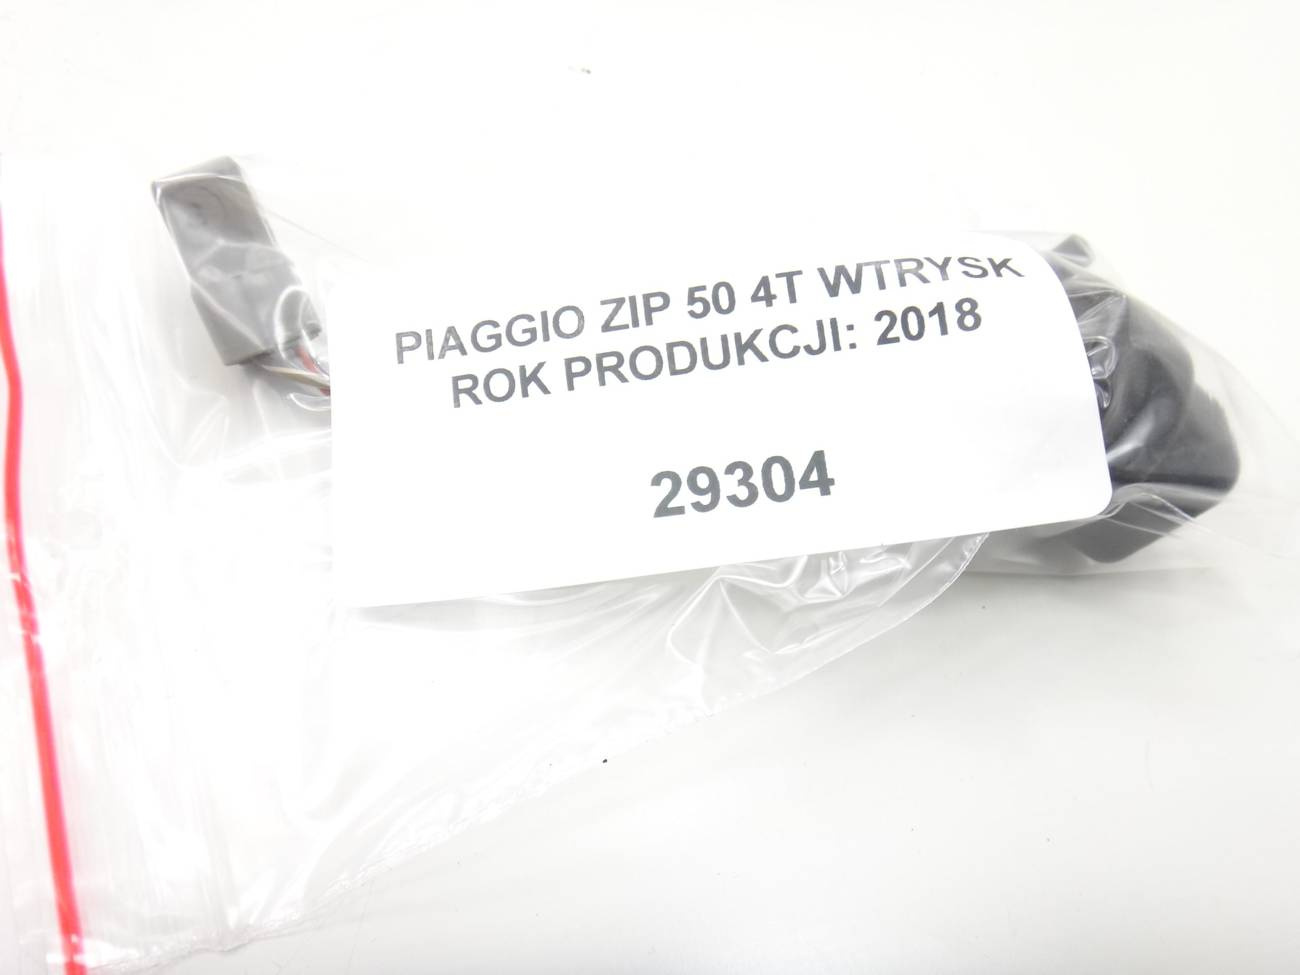 PIAGGIO ZIP 50 4T WTRYSK
ROK PRODUKCJI: 2018
29304